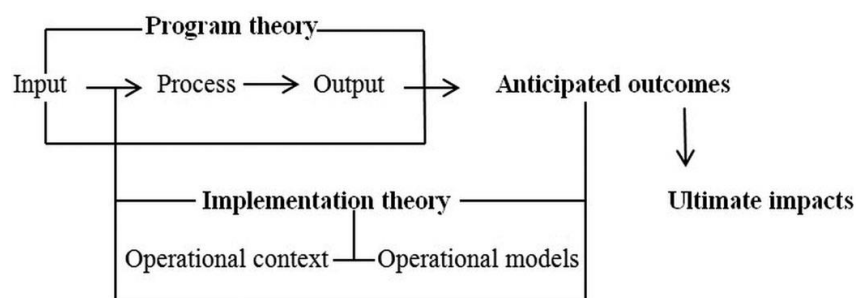 Program theory
Input Process Output Anticipated outcomes
Implementation theory Ultimate impacts
Operational context Operational models